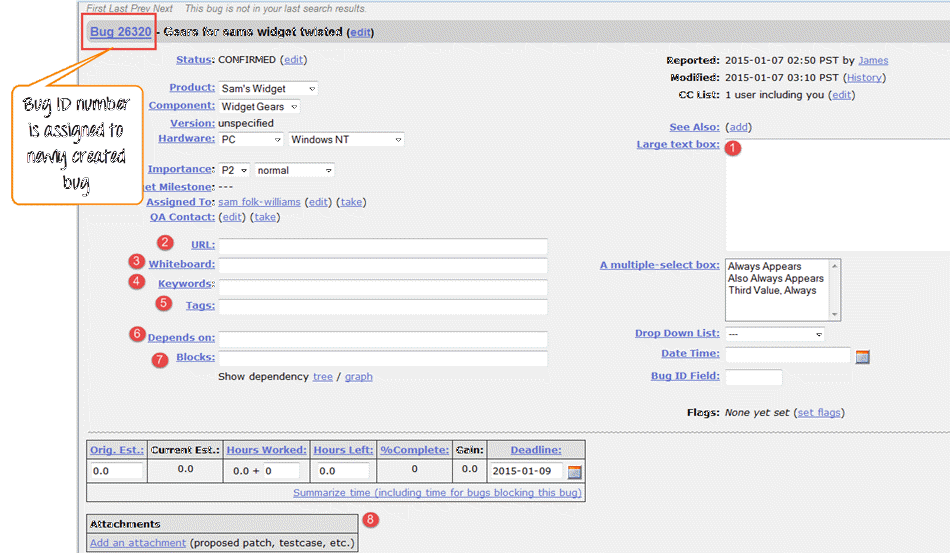 First Last Prev Next   This bug is not in your last search results.
Bug 26320 - Gears for sams widget twisted (edit)
Bug ID number
is assigned to
newly created
bug
Status: CONFIRMED (edit)
Product: Sam's Widget
Component: Widget Gears
Version: unspecified
Hardware: PC Windows NT
Importance: P2 normal
et Milestone: ---
Assigned To: sam folk-williams (edit) (take)
QA Contact: (edit) (take)
2 URL:
3 Whiteboard:
4 Keywords:
5 Tags:
6 Depends on:
7 Blocks:
Show dependency tree / graph
Reported: 2015-01-07 02:50 PST by James
Modified: 2015-01-07 03:10 PST (History)
CC List: 1 user including you (edit)
See Also: (add)
Large text box: 1
A multiple-select box: Always Appears
Also Always Appears
Third Value, Always
Drop Down List: ---
Date Time:
Bug ID Field:
Flags: None yet set (set flags)
Orig. Est.: Current Est.: Hours Worked: Hours Left: %Complete: Gain: Deadline:
0.0 0.0 0.0 + 0 0.0 0 0.0 2015-01-09
Summarize time (including time for bugs blocking this bug)
Attachments 8
Add an attachment (proposed patch, testcase, etc.)